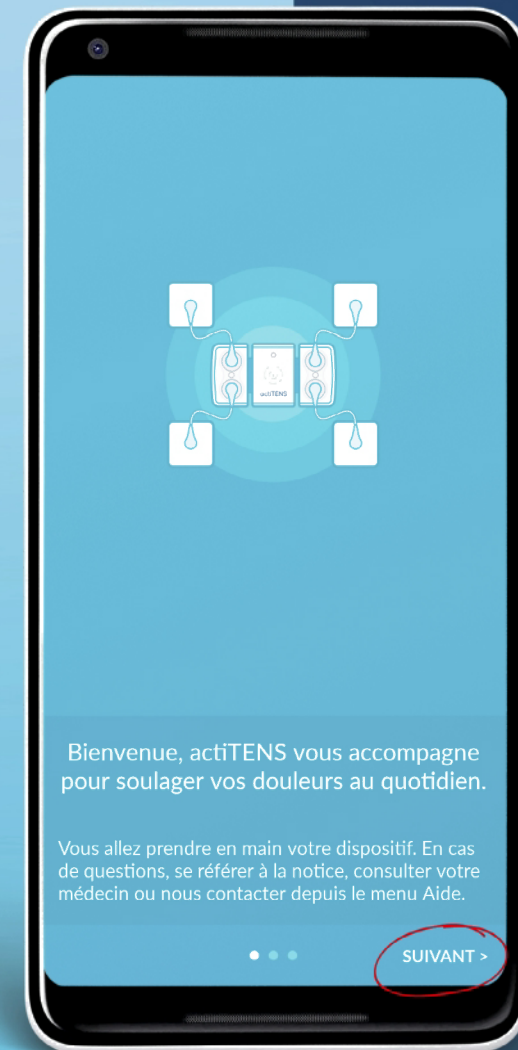 actiTENS
Bienvenue, actiTENS vous accompagne
pour soulager vos douleurs au quotidien.
Vous allez prendre en main votre dispositif. En cas
de questions, se référer à la notice, consulter votre
médecin ou nous contacter depuis le menu Aide.
SUIVANT >